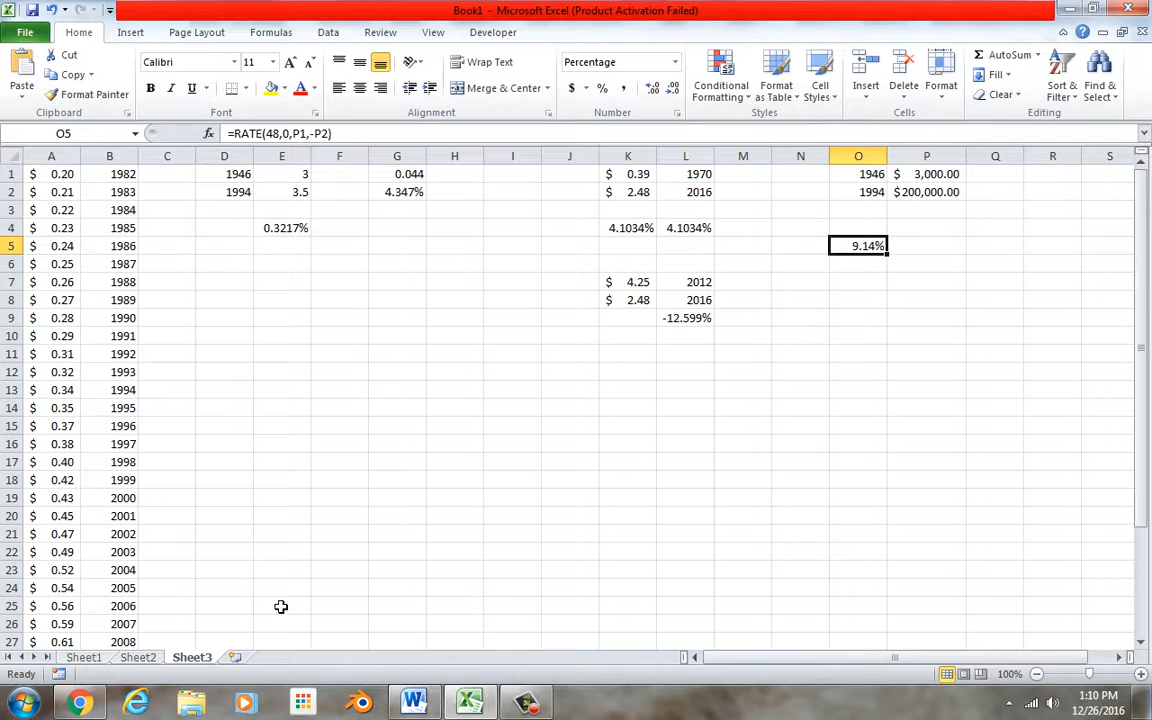 Book1 - Microsoft Excel (Product Activation Failed)
File Home Insert Page Layout Formulas Data Review View Developer
Paste Cut Copy Format Painter Clipboard
Calibri 11 A A B I U A Font
Wrap Text Merge & Center Alignment
Percentage $ % , .0 .00 .00 .0 Number
Conditional Formatting Format as Table Cell Styles Styles
Insert Delete Format Cells
Σ AutoSum Fill Clear Sort & Filter Find & Select Editing
O5 fx =RATE(48,0,P1,-P2)
A B C D E F G H I J K L M N O P Q R S
1 $ 0.20 1982 1946 3 0.044 $ 0.39 1970 1946 $ 3,000.00
2 $ 0.21 1983 1994 3.5 4.347% $ 2.48 2016 1994 $200,000.00
3 $ 0.22 1984
4 $ 0.23 1985 0.3217% 4.1034% 4.1034%
5 $ 0.24 1986 9.14%
6 $ 0.25 1987
7 $ 0.26 1988 $ 4.25 2012
8 $ 0.27 1989 $ 2.48 2016
9 $ 0.28 1990 -12.599%
10 $ 0.29 1991
11 $ 0.31 1992
12 $ 0.32 1993
13 $ 0.34 1994
14 $ 0.35 1995
15 $ 0.37 1996
16 $ 0.38 1997
17 $ 0.40 1998
18 $ 0.42 1999
19 $ 0.43 2000
20 $ 0.45 2001
21 $ 0.47 2002
22 $ 0.49 2003
23 $ 0.52 2004
24 $ 0.54 2005
25 $ 0.56 2006
26 $ 0.59 2007
27 $ 0.61 2008
Sheet1 Sheet2 Sheet3
Ready 100%
1:10 PM
12/26/2016